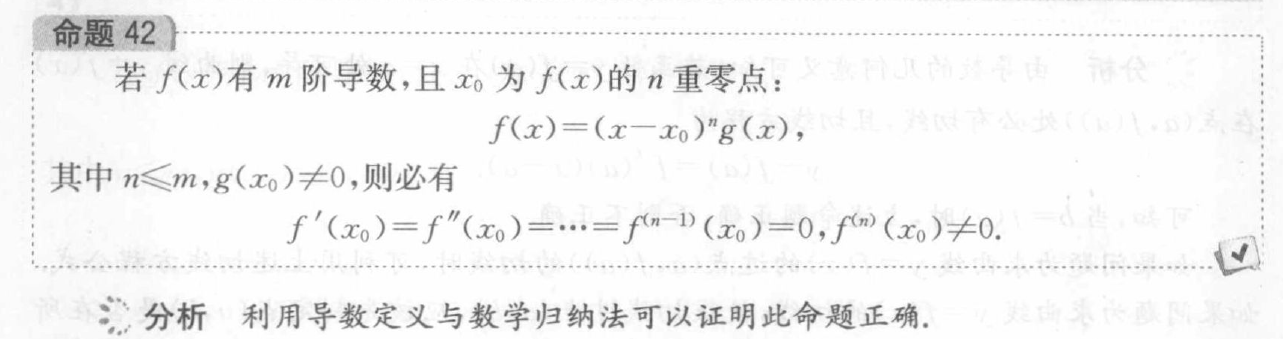 命题 42
若 f(x)有 m 阶导数,且 x₀ 为 f(x)的 n 重零点:
f(x)=(x-x₀)ⁿg(x),
其中 n≤m,g(x₀)≠0,则必有
f′(x₀)=f″(x₀)=…=f⁽ⁿ⁻¹⁾(x₀)=0,f⁽ⁿ⁾(x₀)≠0.
分析 利用导数定义与数学归纳法可以证明此命题正确.